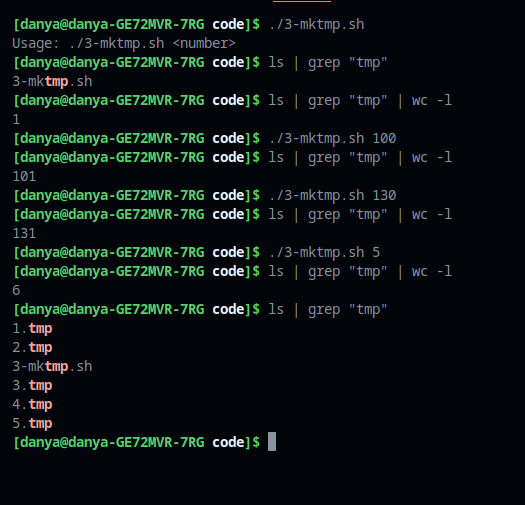 [danya@danya-GE72MVR-7RG code]$ ./3-mktmp.sh
Usage: ./3-mktmp.sh <number>
[danya@danya-GE72MVR-7RG code]$ ls | grep "tmp"
3-mktmp.sh
[danya@danya-GE72MVR-7RG code]$ ls | grep "tmp" | wc -l
1
[danya@danya-GE72MVR-7RG code]$ ./3-mktmp.sh 100
[danya@danya-GE72MVR-7RG code]$ ls | grep "tmp" | wc -l
101
[danya@danya-GE72MVR-7RG code]$ ./3-mktmp.sh 130
[danya@danya-GE72MVR-7RG code]$ ls | grep "tmp" | wc -l
131
[danya@danya-GE72MVR-7RG code]$ ./3-mktmp.sh 5
[danya@danya-GE72MVR-7RG code]$ ls | grep "tmp" | wc -l
6
[danya@danya-GE72MVR-7RG code]$ ls | grep "tmp"
1.tmp
2.tmp
3-mktmp.sh
3.tmp
4.tmp
5.tmp
[danya@danya-GE72MVR-7RG code]$